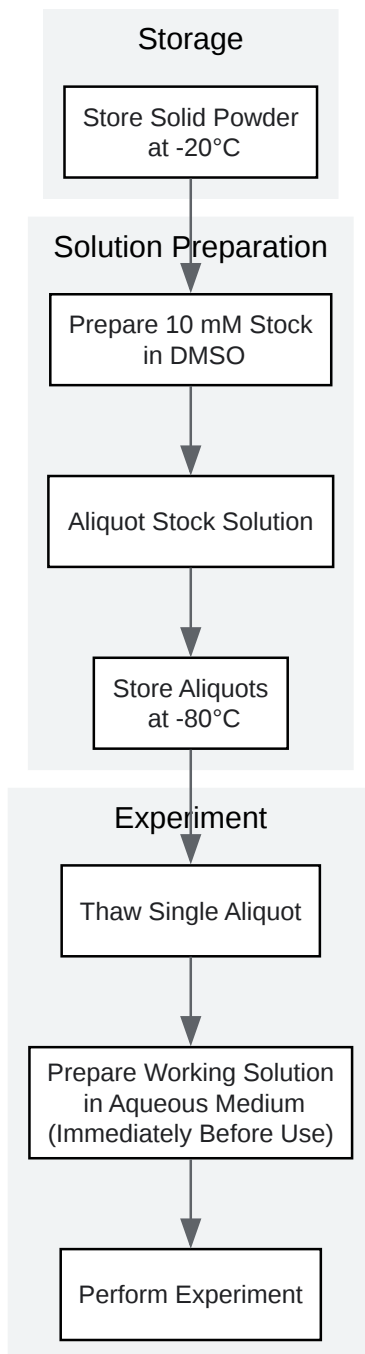 Storage
Store Solid Powder
at -20°C
Solution Preparation
Prepare 10 mM Stock
in DMSO
Aliquot Stock Solution
Store Aliquots
at -80°C
Experiment
Thaw Single Aliquot
Prepare Working Solution
in Aqueous Medium
(Immediately Before Use)
Perform Experiment